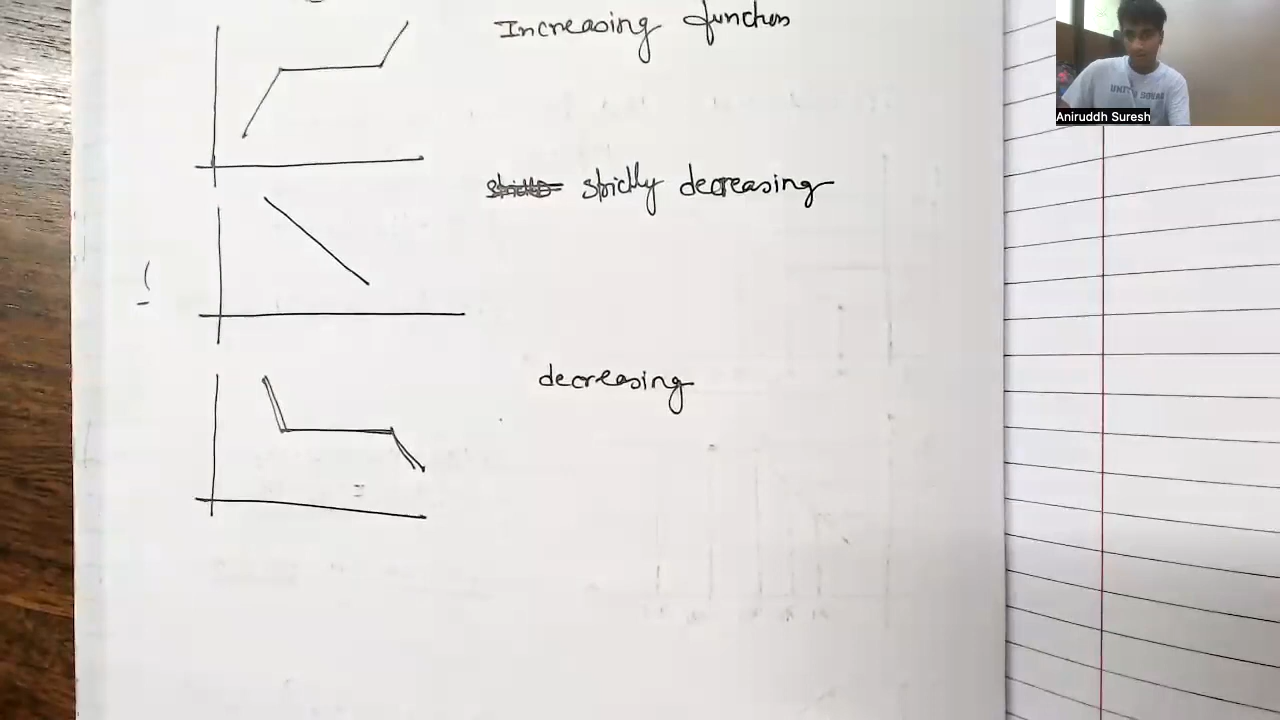 Increasing function
strictly decreasing
decreasing
Aniruddh Suresh